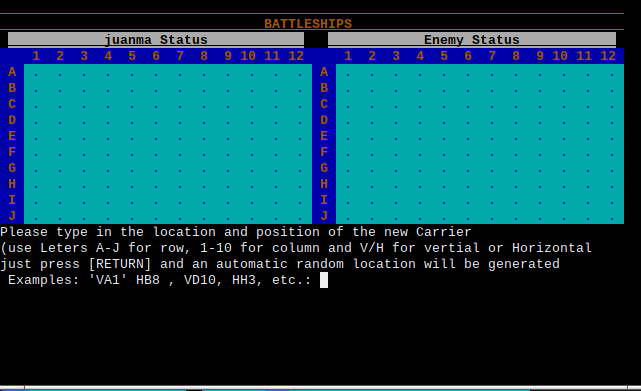 BATTLESHIPS
juanma Status Enemy Status
1 2 3 4 5 6 7 8 9 10 11 12 1 2 3 4 5 6 7 8 9 10 11 12
A . . . . . . . . . . . . A . . . . . . . . . . . .
B . . . . . . . . . . . . B . . . . . . . . . . . .
C . . . . . . . . . . . . C . . . . . . . . . . . .
D . . . . . . . . . . . . D . . . . . . . . . . . .
E . . . . . . . . . . . . E . . . . . . . . . . . .
F . . . . . . . . . . . . F . . . . . . . . . . . .
G . . . . . . . . . . . . G . . . . . . . . . . . .
H . . . . . . . . . . . . H . . . . . . . . . . . .
I . . . . . . . . . . . . I . . . . . . . . . . . .
J . . . . . . . . . . . . J . . . . . . . . . . . .
Please type in the location and position of the new Carrier
(use Leters A-J for row, 1-10 for column and V/H for vertial or Horizontal
just press [RETURN] and an automatic random location will be generated
Examples: 'VA1' HB8 , VD10, HH3, etc.: